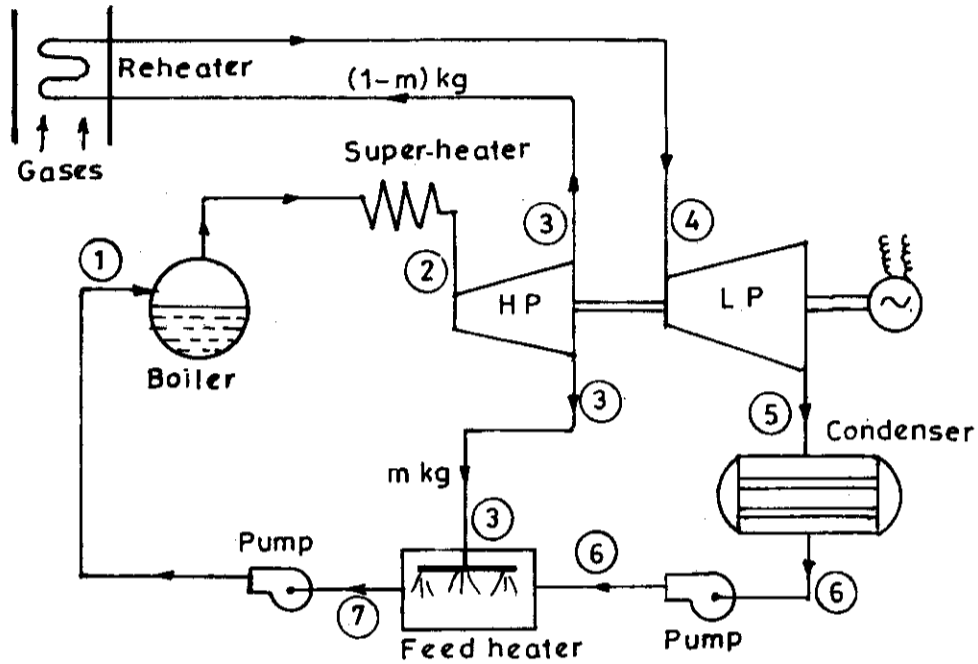 Reheater
(1-m) kg
Gases
Super-heater
3
4
1
2
HP
LP
~
Boiler
3
5
Condenser
m kg
3
Pump
6
6
7
Feed heater
Pump